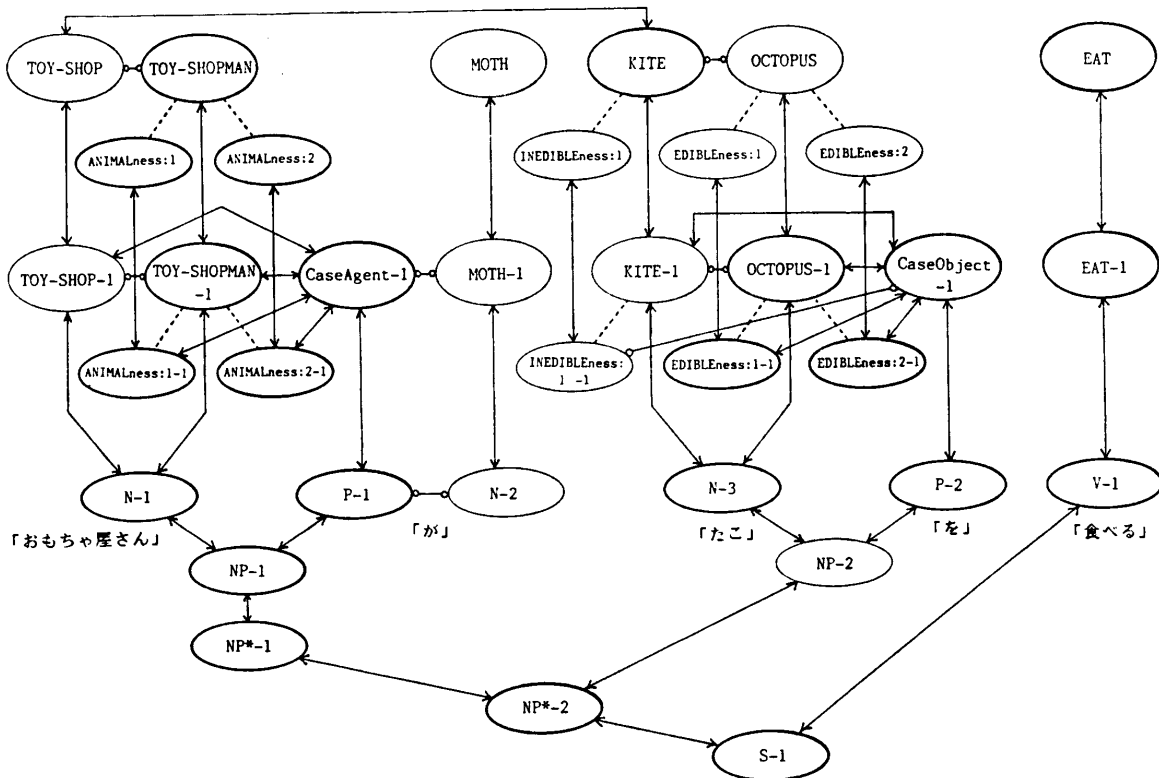 TOY-SHOP
TOY-SHOPMAN
MOTH
KITE
OCTOPUS
EAT
ANIMALness:1
ANIMALness:2
INEDIBLEness:1
EDIBLEness:1
EDIBLEness:2
TOY-SHOP-1
TOY-SHOPMAN
-1
CaseAgent-1
MOTH-1
KITE-1
OCTOPUS-1
CaseObject
-1
EAT-1
ANIMALness:1-1
ANIMALness:2-1
INEDIBLEness:
1 -1
EDIBLEness:1-1
EDIBLEness:2-1
N-1
P-1
N-2
N-3
P-2
V-1
「おもちゃ屋さん」
「が」
「たこ」
「を」
「食べる」
NP-1
NP-2
NP*-1
NP*-2
S-1